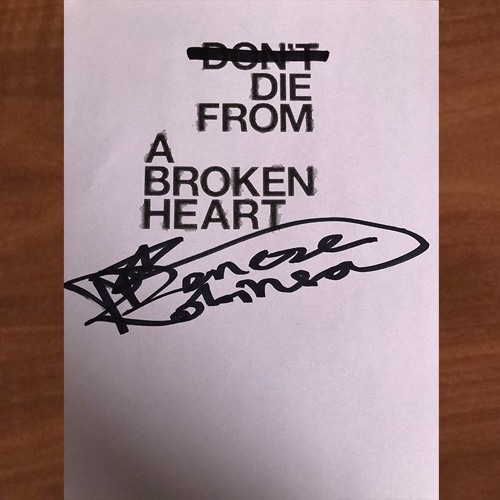 DON'T
DIE
FROM
A
BROKEN
HEART